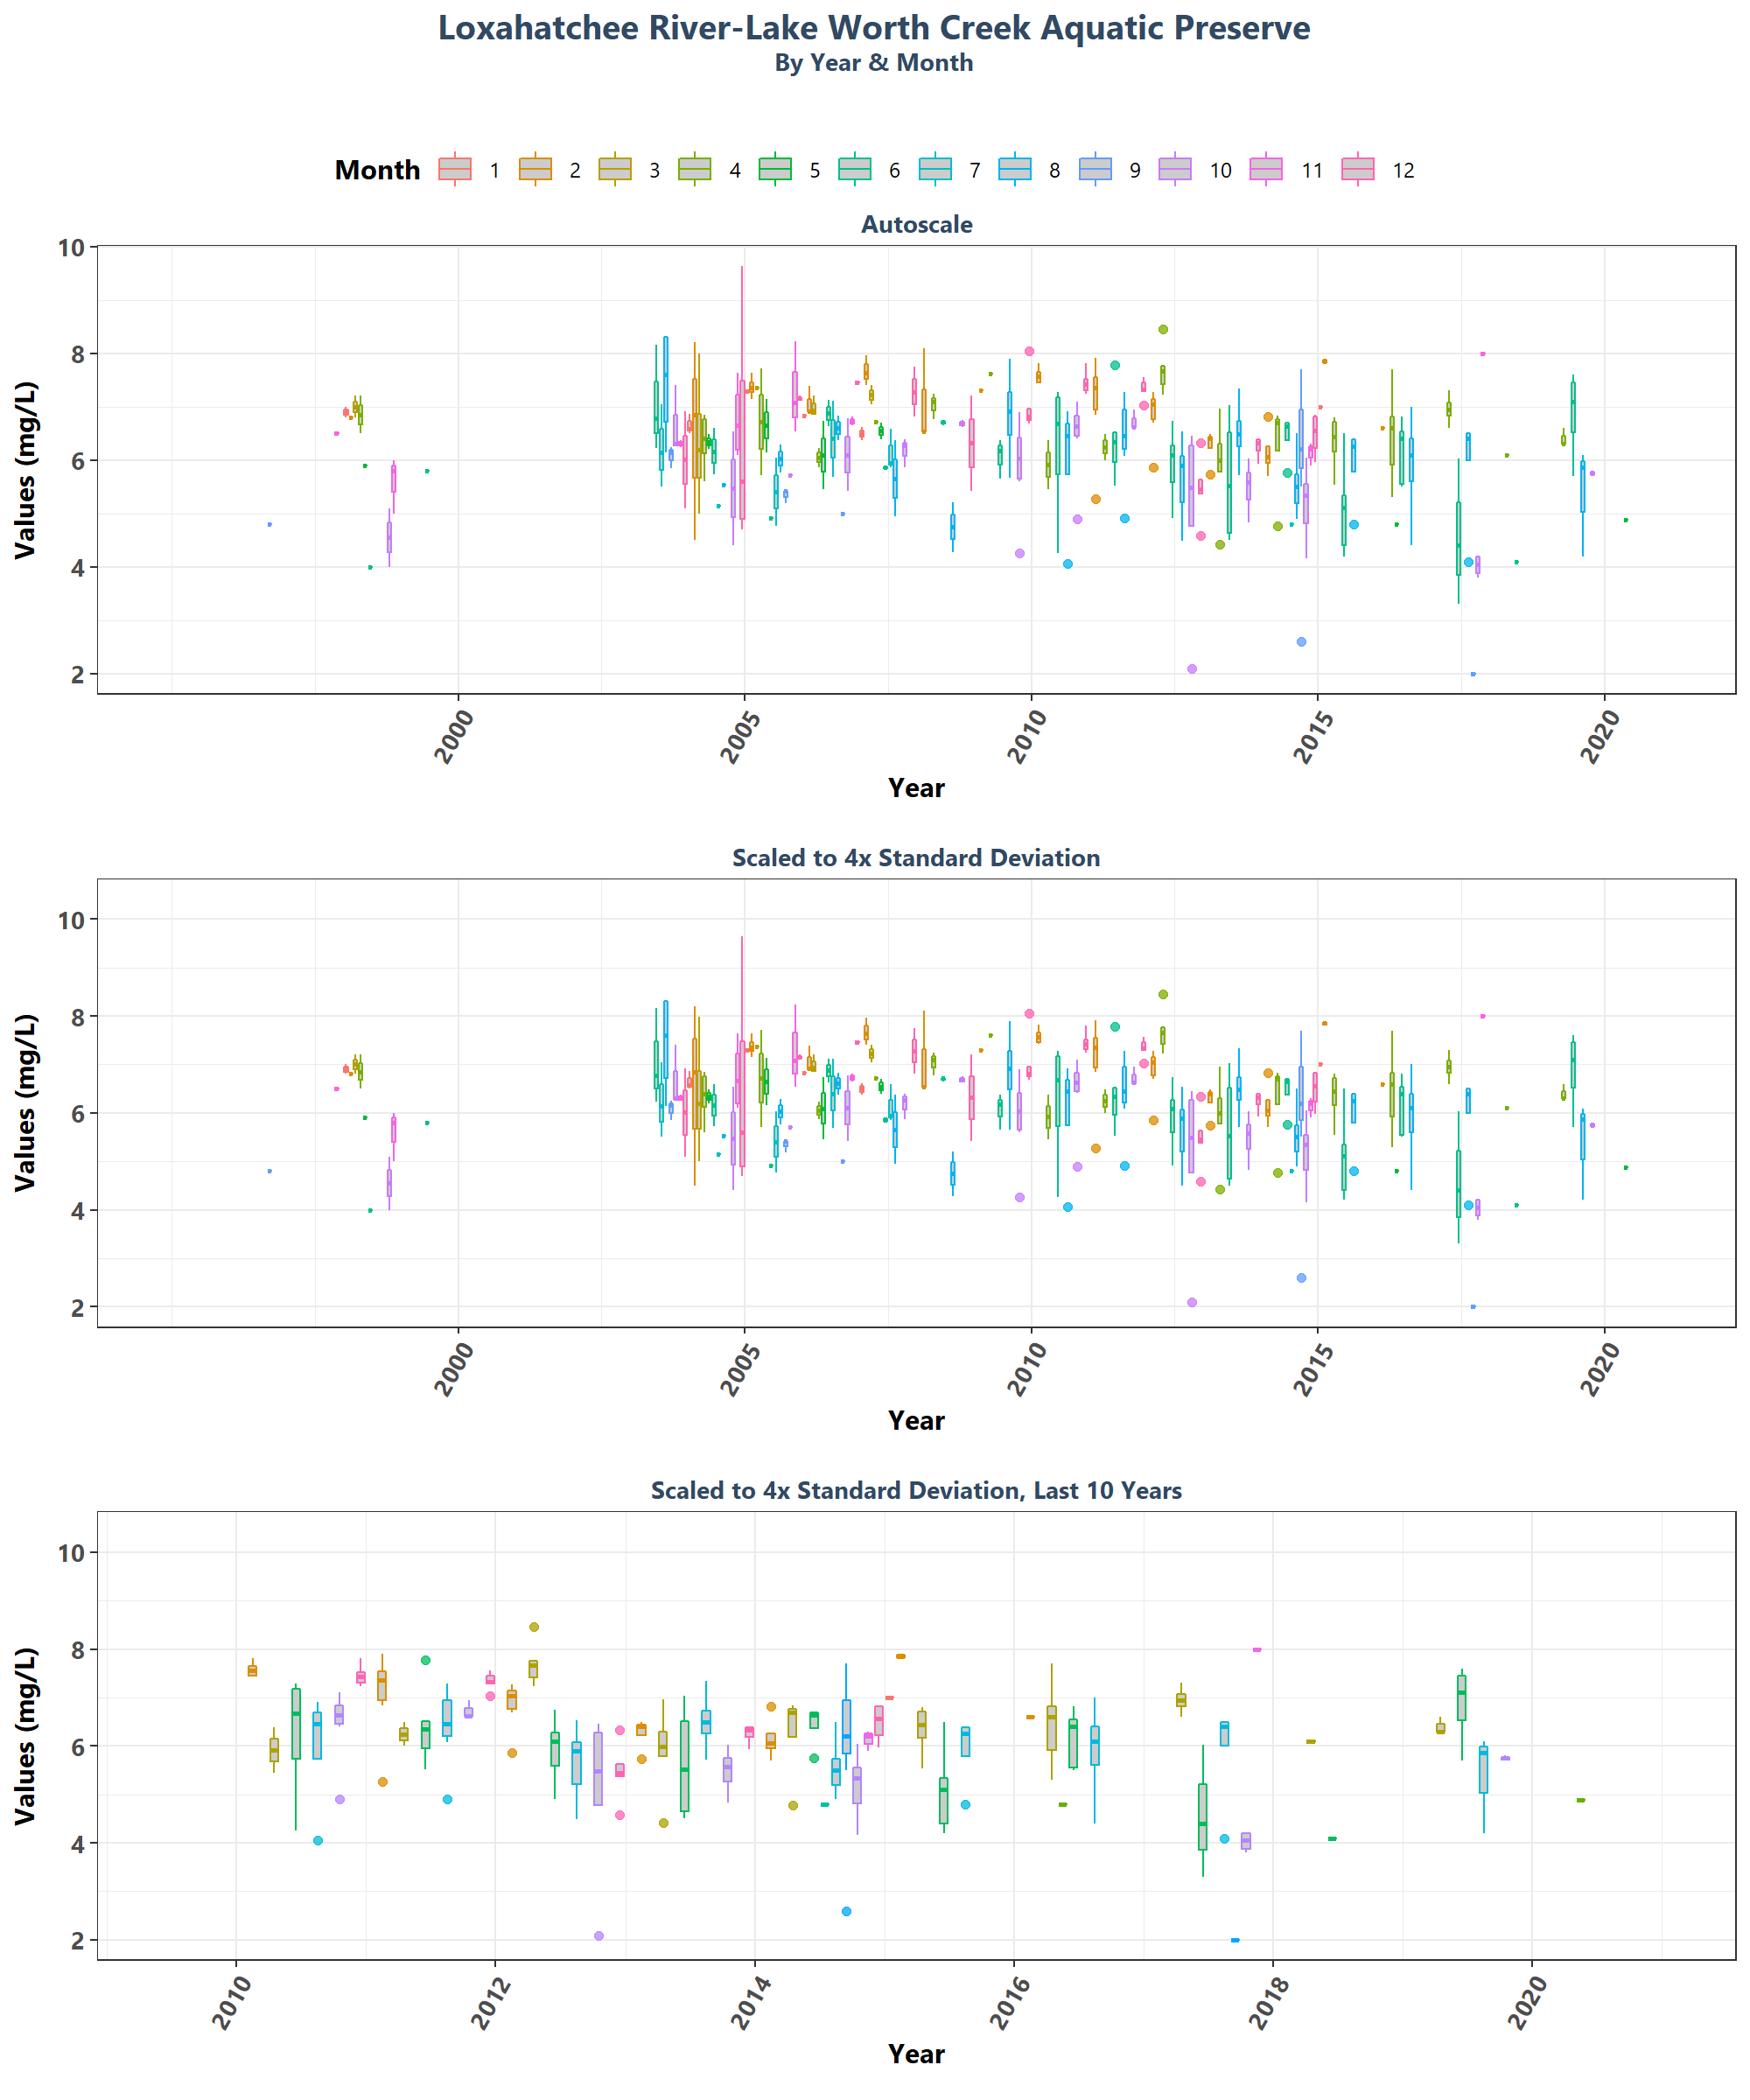 Loxahatchee River-Lake Worth Creek Aquatic Preserve
By Year & Month
Month 1 2 3 4 5 6 7 8 9 10 11 12
Autoscale
Values (mg/L)
10
8
6
4
2
2000 2005 2010 2015 2020
Year
Scaled to 4x Standard Deviation
Values (mg/L)
10
8
6
4
2
2000 2005 2010 2015 2020
Year
Scaled to 4x Standard Deviation, Last 10 Years
Values (mg/L)
10
8
6
4
2
2010 2012 2014 2016 2018 2020
Year